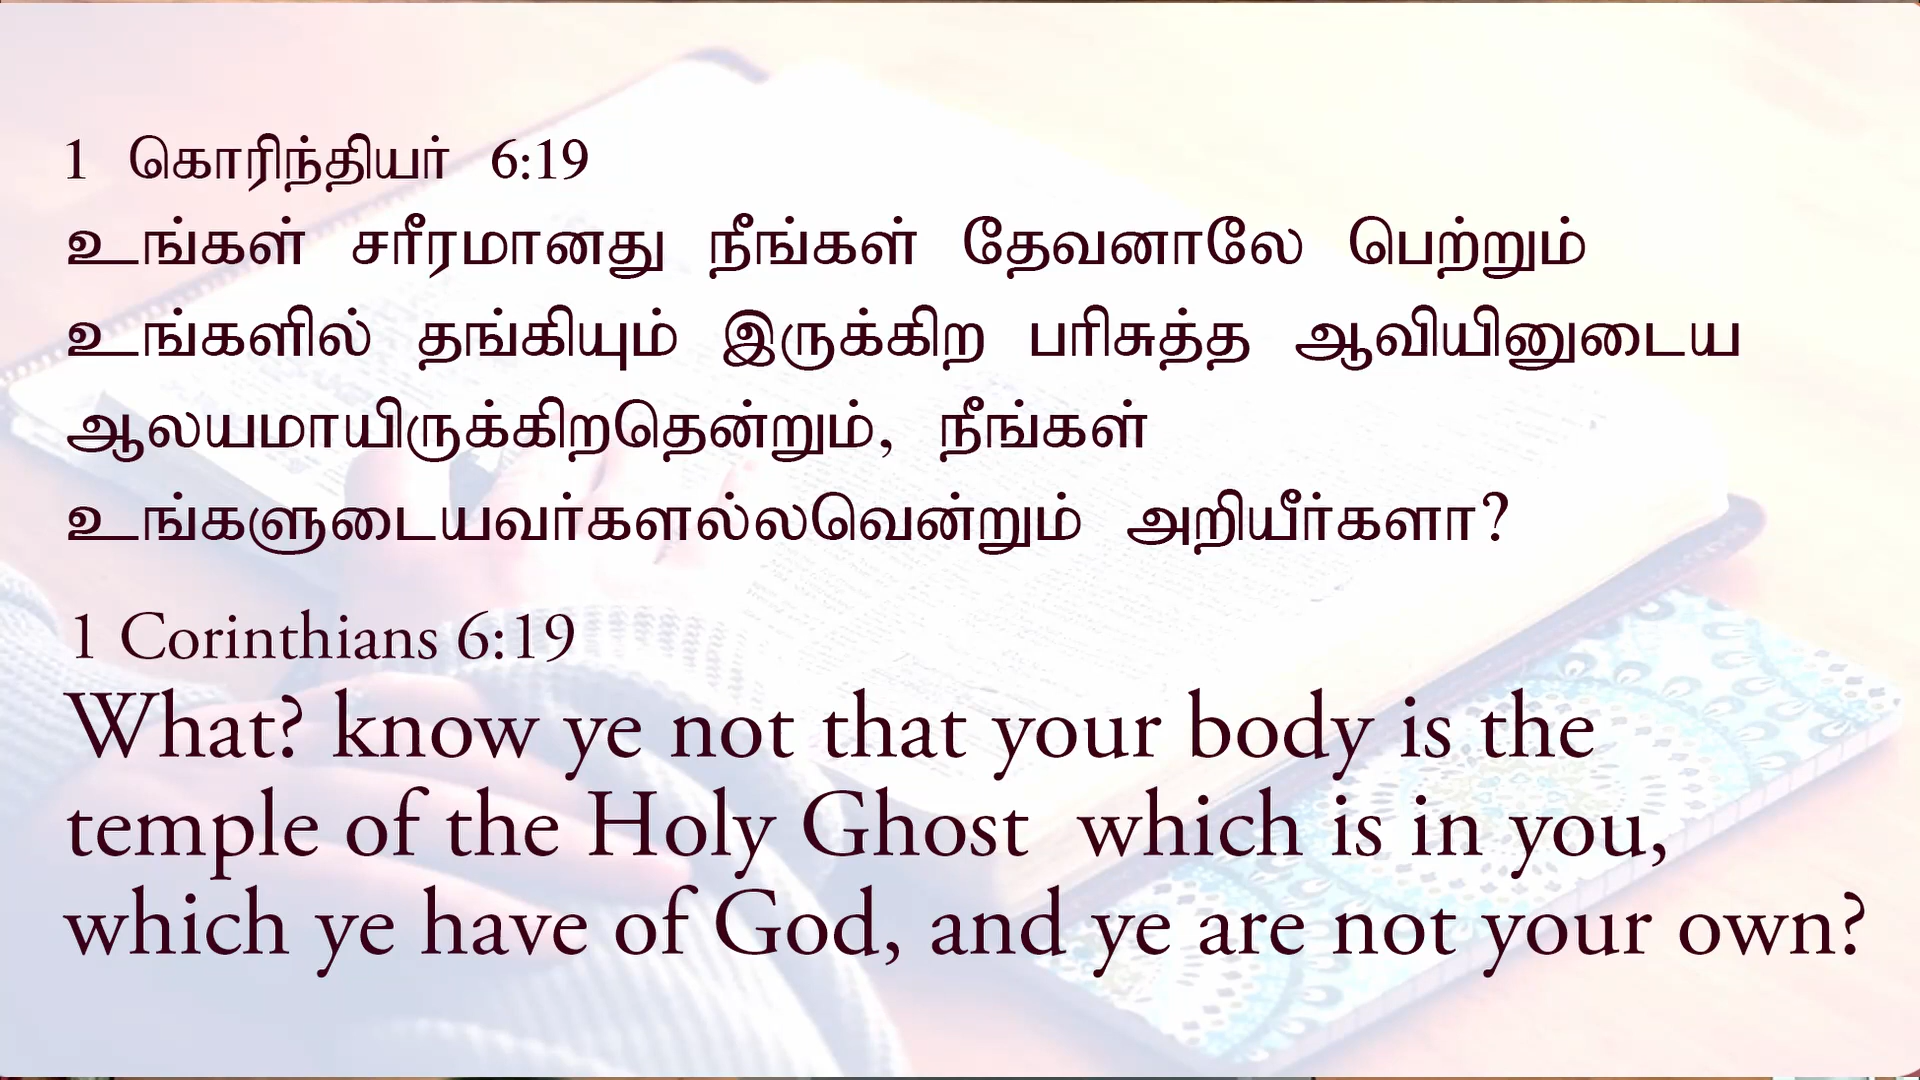 1 கொரிந்தியர் 6:19
உங்கள் சரீரமானது நீங்கள் தேவனாலே பெற்றும்
உங்களில் தங்கியும் இருக்கிற பரிசுத்த ஆவியினுடைய
ஆலயமாயிருக்கிறதென்றும், நீங்கள்
உங்களுடையவர்களல்லவென்றும் அறியீர்களா?
1 Corinthians 6:19
What? know ye not that your body is the
temple of the Holy Ghost which is in you,
which ye have of God, and ye are not your own?